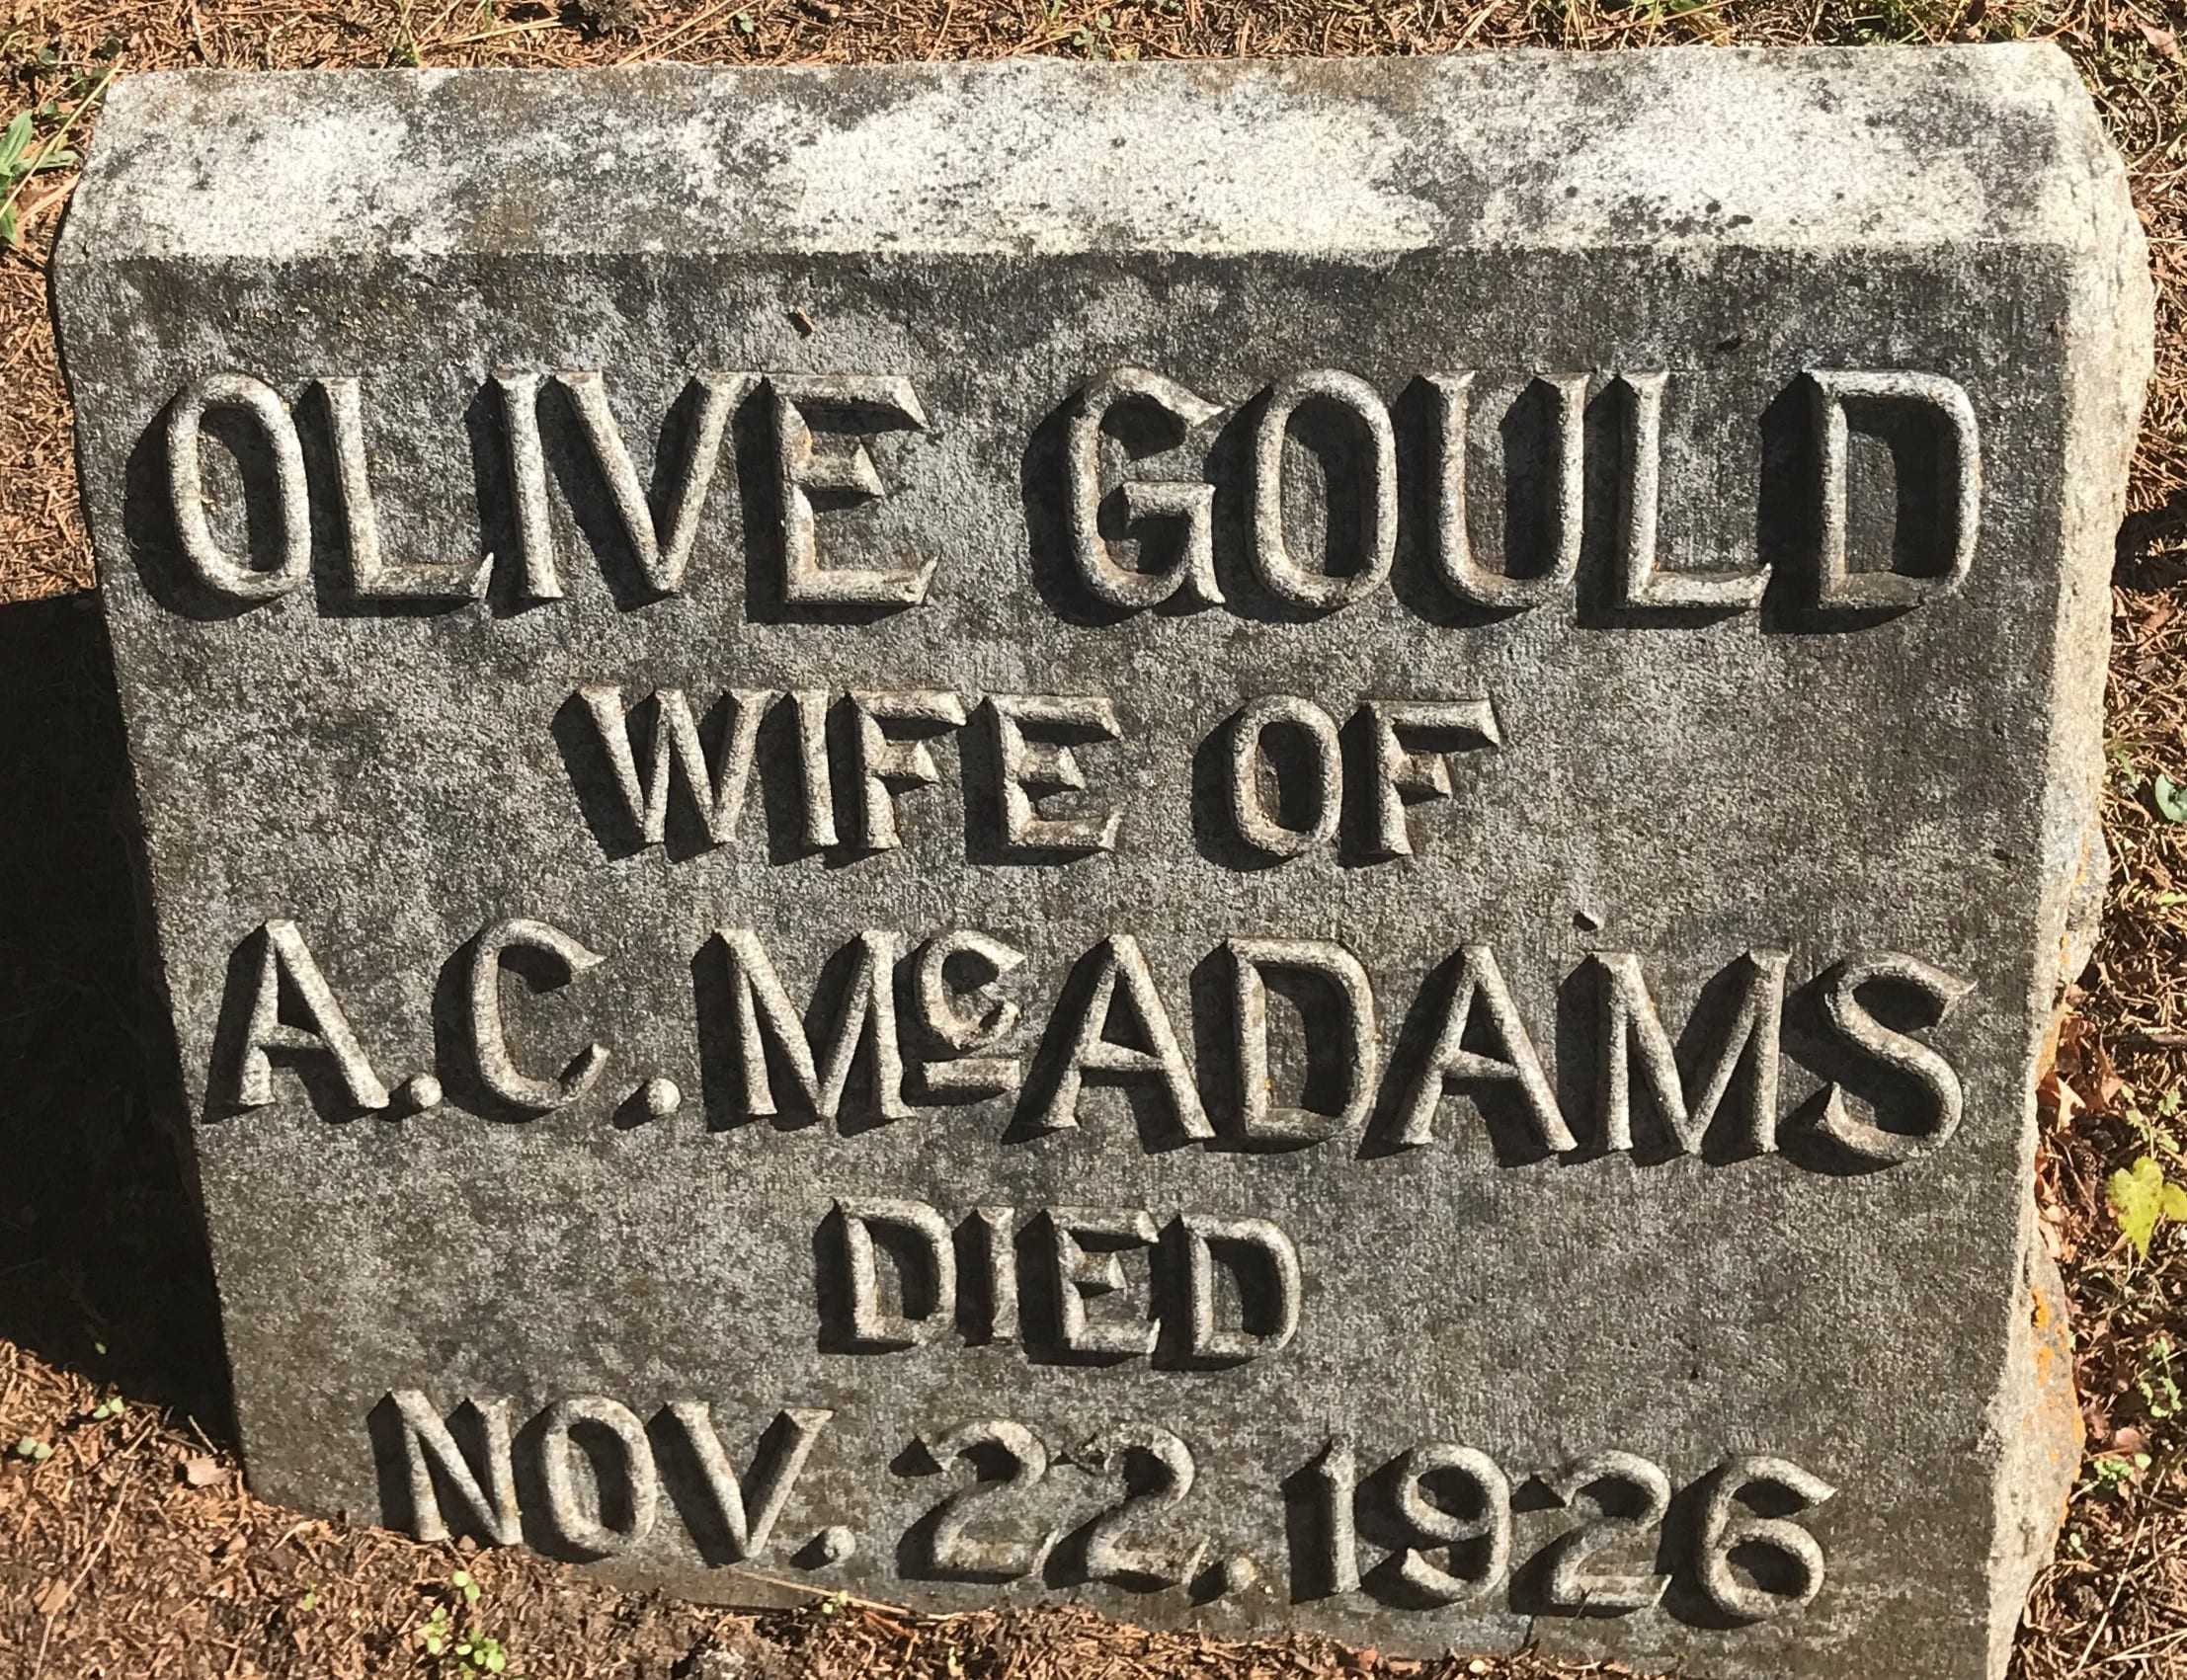 OLIVE GOULD
WIFE OF
A.C. McADAMS
DIED
NOV. 22. 1926